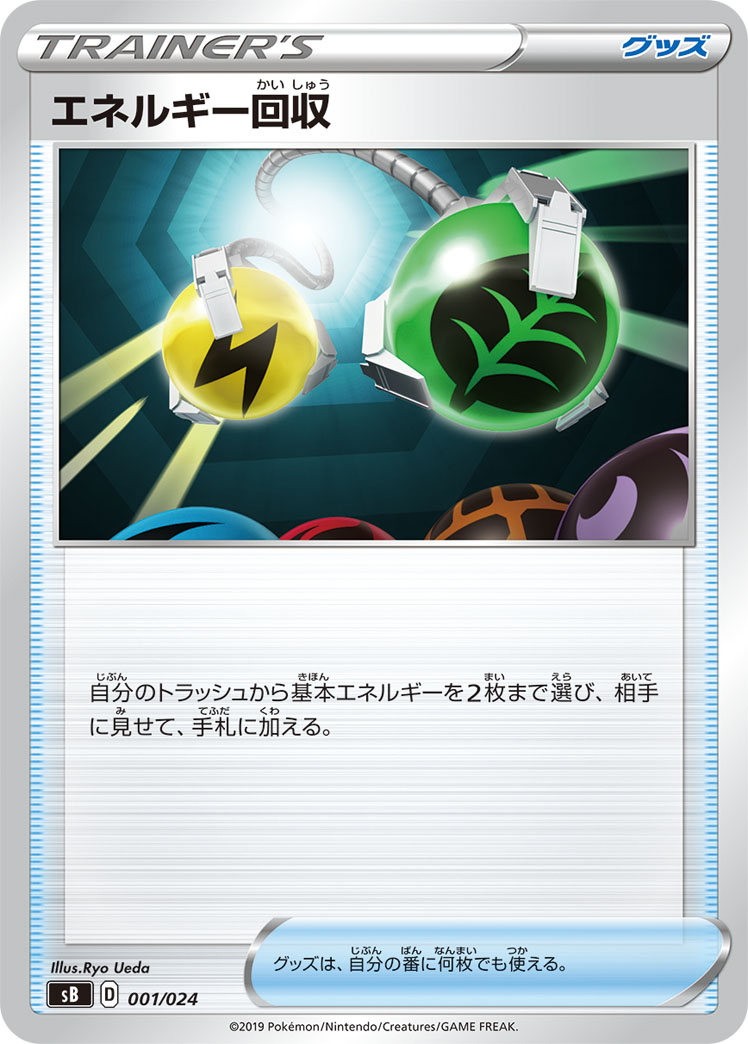 TRAINER'S
グッズ
かいしゅう
エネルギー回収
じぶん きほん まい えら あいて
自分のトラッシュから基本エネルギーを2枚まで選び、相手
み てふだ くわ
に見せて、手札に加える。
じぶん ばん なんまい つか
グッズは、自分の番に何枚でも使える。
Illus.Ryo Ueda
sB D 001/024
©2019 Pokémon/Nintendo/Creatures/GAME FREAK.